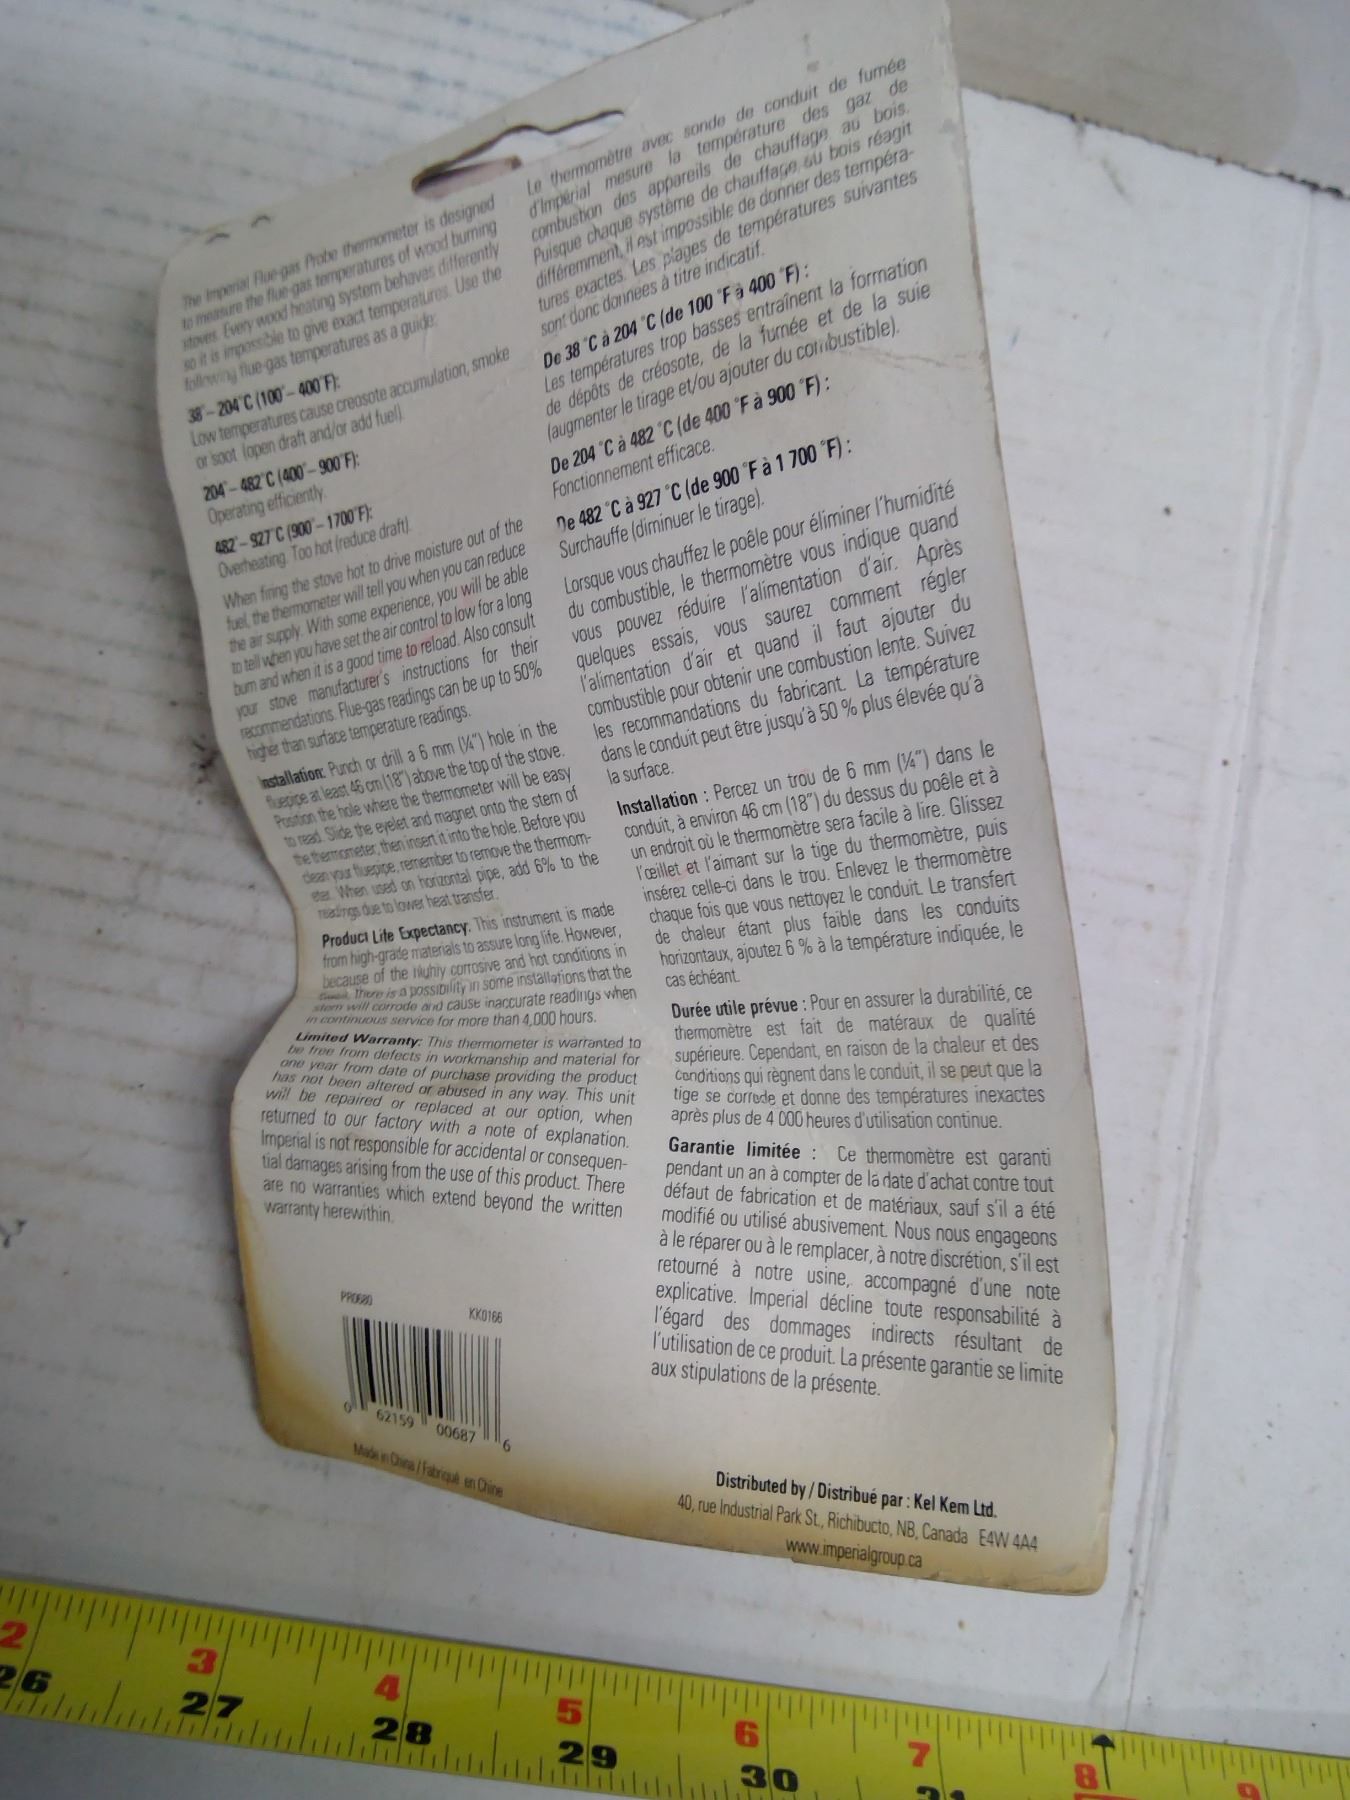 The Imperial Flue-gas Probe thermometer is designed
to measure the flue-gas temperatures of wood burning
stoves. Every wood heating system behaves differently
so it is impossible to give exact temperatures. Use the
following flue-gas temperatures as a guide:
38° – 204°C (100° – 400°F):
Low temperatures cause creosote accumulation, smoke
or soot (open draft and/or add fuel).
204° – 482°C (400° – 900°F):
Operating efficiently.
482° – 927°C (900° – 1700°F):
Overheating. Too hot (reduce draft).
When firing the stove hot to drive moisture out of the
fuel, the thermometer will tell you when you can reduce
the air supply. With some experience, you will be able
to tell when you have set the air control to low for a long
burn and when it is a good time to reload. Also consult
your stove manufacturer's instructions for their
recommendations. Flue-gas readings can be up to 50%
higher than surface temperature readings.
Installation: Punch or drill a 6 mm (¼") hole in the
fluepipe at least 46 cm (18") above the top of the stove.
Position the hole where the thermometer will be easy
to read. Slide the eyelet and magnet onto the stem of
the thermometer, then insert it into the hole. Before you
clean your fluepipe, remember to remove the thermom-
eter. When used on horizontal pipe, add 6% to the
readings due to lower heat transfer.
Product Life Expectancy: This instrument is made
from high-grade materials to assure long life. However,
because of the highly corrosive and hot conditions in
There is a possibility in some installations that the
stem will corrode and cause inaccurate readings when
in continuous service for more than 4,000 hours.
Limited Warranty: This thermometer is warranted to
be free from defects in workmanship and material for
one year from date of purchase providing the product
has not been altered or abused in any way. This unit
will be repaired or replaced at our option, when
returned to our factory with a note of explanation.
Imperial is not responsible for accidental or consequen-
tial damages arising from the use of this product. There
are no warranties which extend beyond the written
warranty herewithin.
PR0680
KK0166
0 62159 00687 6
Made in China / Fabriqué en Chine
Le thermomètre avec sonde de conduit de fumée
d'Impérial mesure la température des gaz de
combustion des appareils de chauffage au bois.
Puisque chaque système de chauffage au bois réagit
différemment, il est impossible de donner des tempéra-
tures exactes. Les plages de températures suivantes
sont donc données à titre indicatif.
De 38 °C à 204 °C (de 100 °F à 400 °F) :
Les températures trop basses entraînent la formation
de dépôts de créosote, de la fumée et de la suie
(augmenter le tirage et/ou ajouter du combustible).
De 204 °C à 482 °C (de 400 °F à 900 °F) :
Fonctionnement efficace.
De 482 °C à 927 °C (de 900 °F à 1 700 °F) :
Surchauffe (diminuer le tirage).
Lorsque vous chauffez le poêle pour éliminer l'humidité
du combustible, le thermomètre vous indique quand
vous pouvez réduire l'alimentation d'air. Après
quelques essais, vous saurez comment régler
l'alimentation d'air et quand il faut ajouter du
combustible pour obtenir une combustion lente. Suivez
les recommandations du fabricant. La température
dans le conduit peut être jusqu'à 50 % plus élevée qu'à
la surface.
Installation : Percez un trou de 6 mm (¼") dans le
conduit, à environ 46 cm (18") du dessus du poêle et à
un endroit où le thermomètre sera facile à lire. Glissez
l'œillet et l'aimant sur la tige du thermomètre, puis
insérez celle-ci dans le trou. Enlevez le thermomètre
chaque fois que vous nettoyez le conduit. Le transfert
de chaleur étant plus faible dans les conduits
horizontaux, ajoutez 6 % à la température indiquée, le
cas échéant.
Durée utile prévue : Pour en assurer la durabilité, ce
thermomètre est fait de matéraux de qualité
supérieure. Cependant, en raison de la chaleur et des
conditions qui règnent dans le conduit, il se peut que la
tige se corrode et donne des températures inexactes
après plus de 4 000 heures d'utilisation continue.
Garantie limitée : Ce thermomètre est garanti
pendant un an à compter de la date d'achat contre tout
défaut de fabrication et de matériaux, sauf s'il a été
modifié ou utilisé abusivement. Nous nous engageons
à le réparer ou à le remplacer, à notre discrétion, s'il est
retourné à notre usine, accompagné d'une note
explicative. Imperial décline toute responsabilité à
l'égard des dommages indirects résultant de
l'utilisation de ce produit. La présente garantie se limite
aux stipulations de la présente.
Distributed by / Distribué par : Kel Kem Ltd.
40, rue Industrial Park St., Richibucto, NB, Canada E4W 4A4
www.imperialgroup.ca
2 3 4 5 6 7 8 9
26 27 28 29 30 31